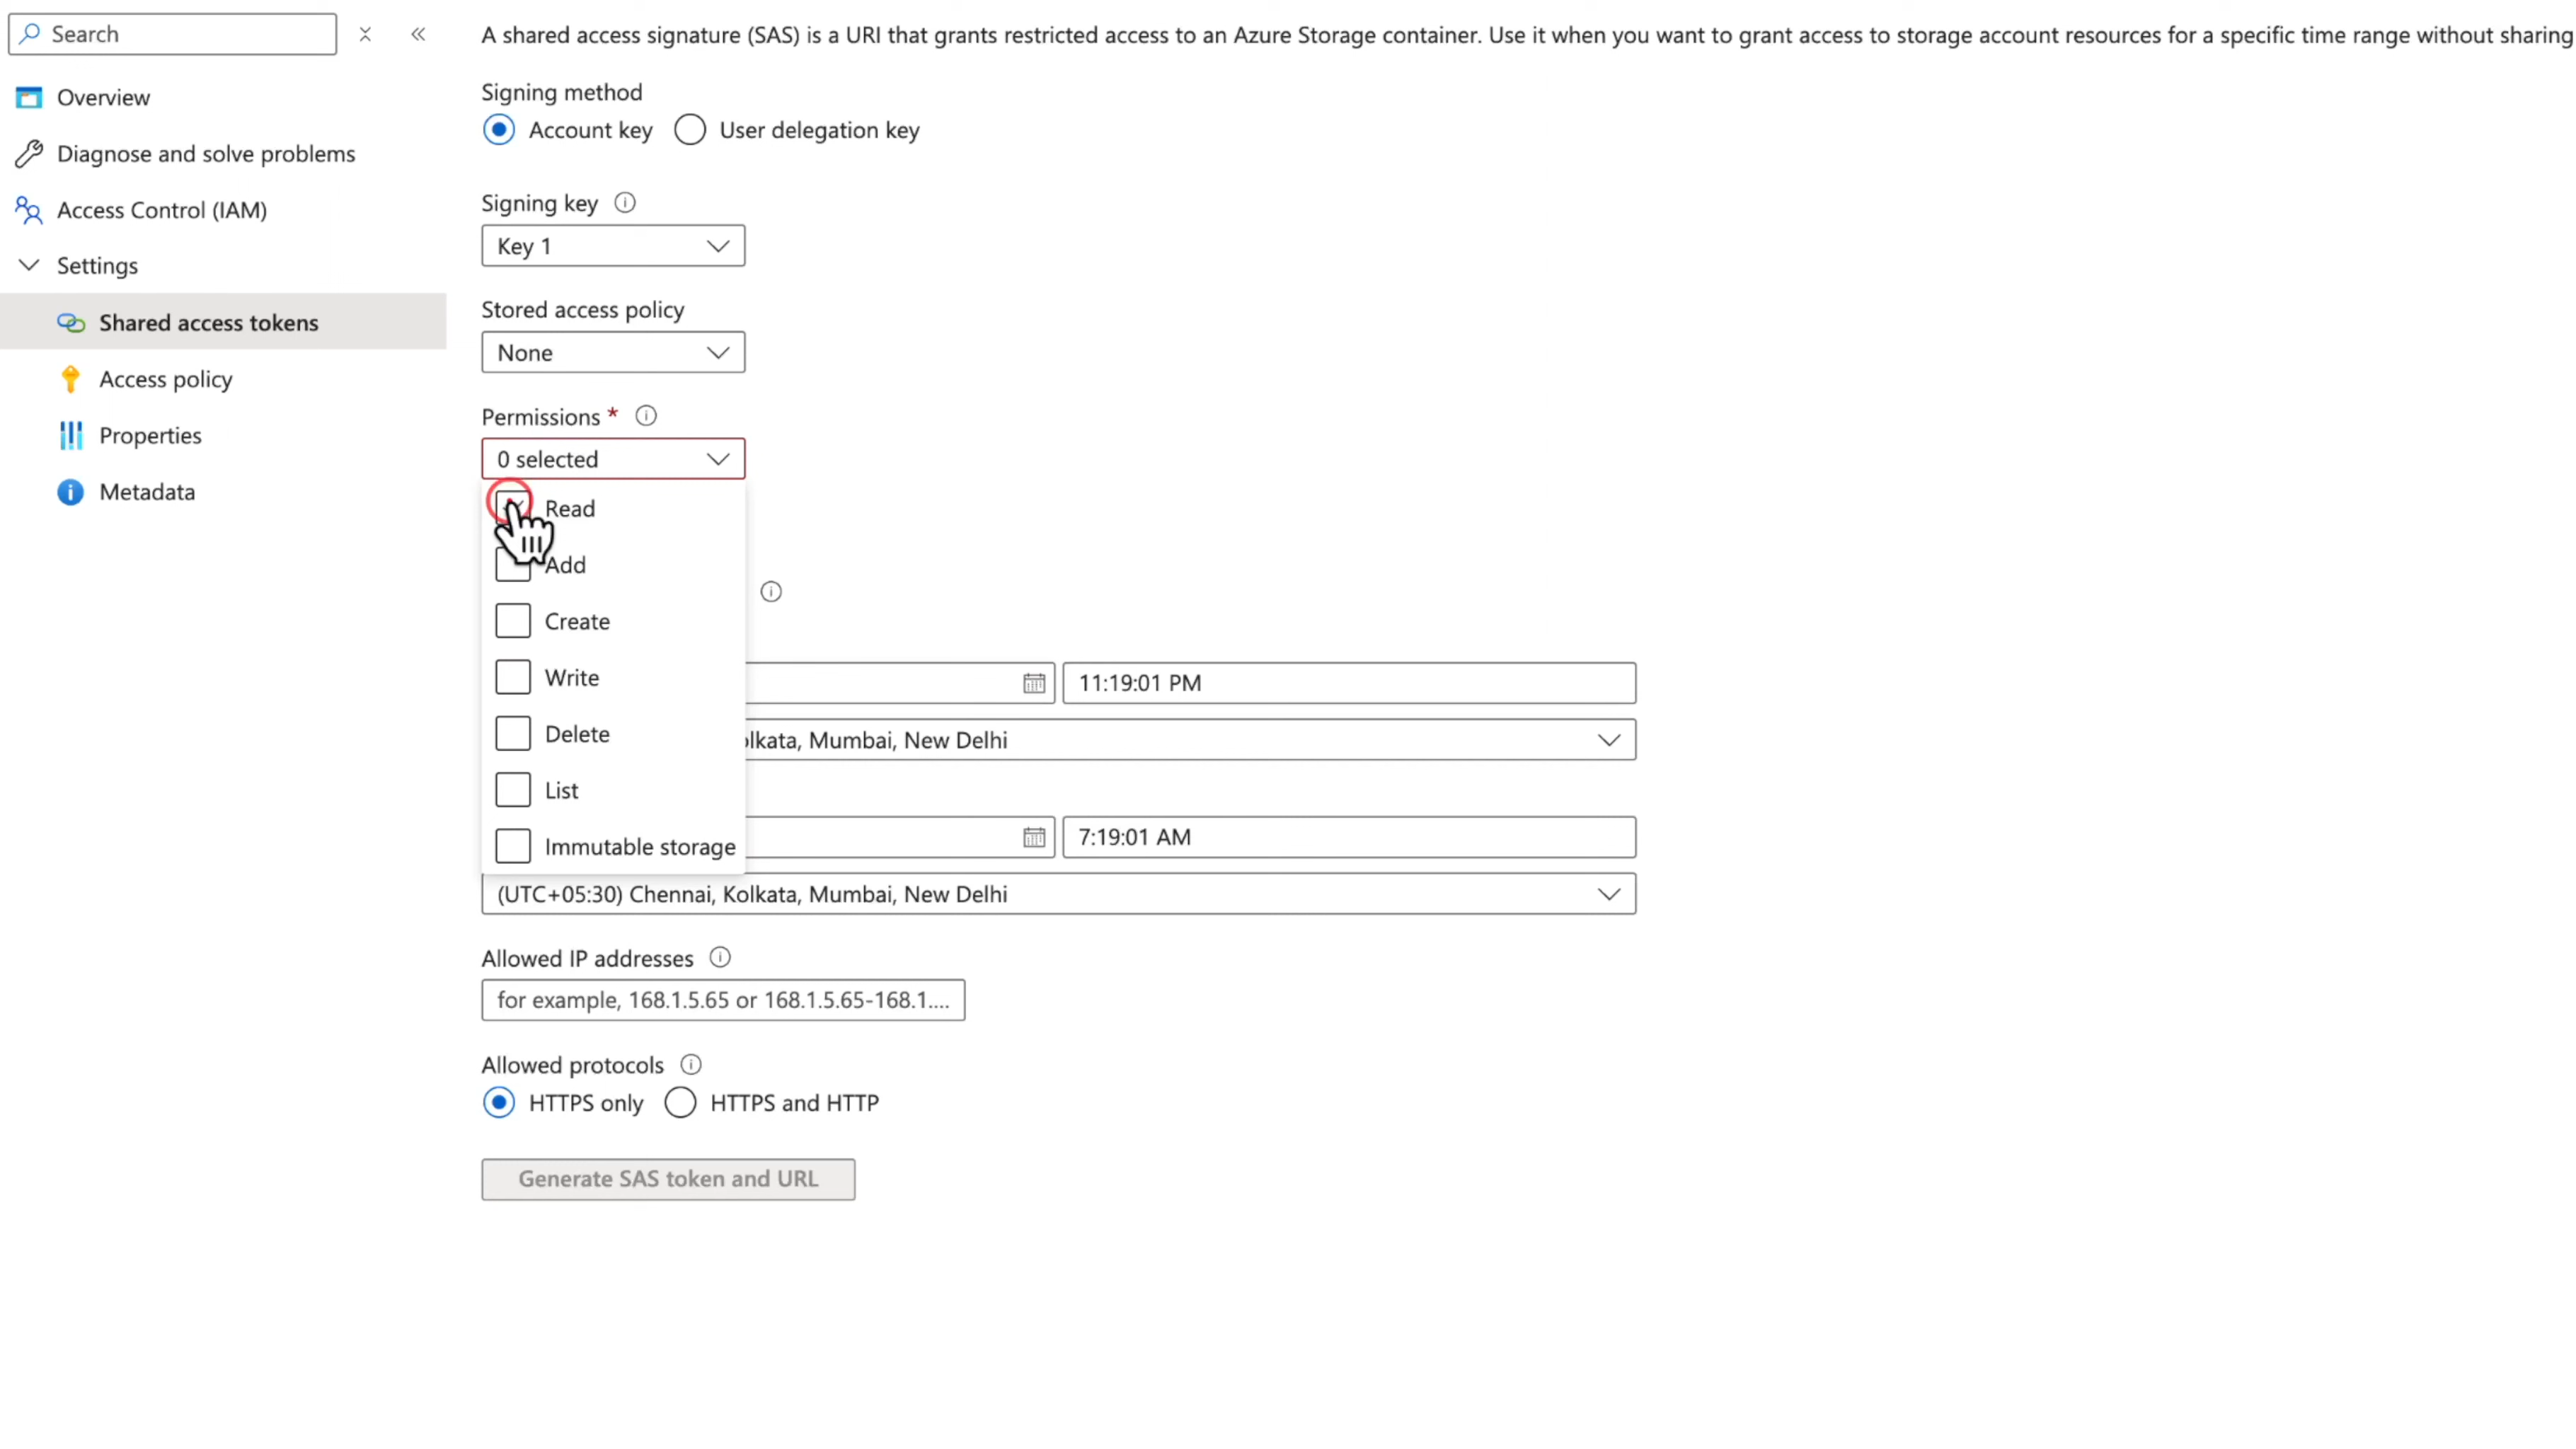 Search
Overview
Diagnose and solve problems
Access Control (IAM)
Settings
Shared access tokens
Access policy
Properties
Metadata
A shared access signature (SAS) is a URI that grants restricted access to an Azure Storage container. Use it when you want to grant access to storage account resources for a specific time range without sharing
Signing method
Account key
User delegation key
Signing key
Key 1
Stored access policy
None
Permissions *
0 selected
Read
Add
Create
Write
Delete
List
Immutable storage
11:19:01 PM
lkata, Mumbai, New Delhi
7:19:01 AM
(UTC+05:30) Chennai, Kolkata, Mumbai, New Delhi
Allowed IP addresses
for example, 168.1.5.65 or 168.1.5.65-168.1....
Allowed protocols
HTTPS only
HTTPS and HTTP
Generate SAS token and URL